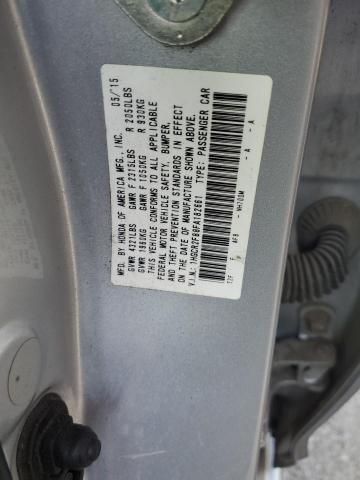 MFD. BY HONDA OF AMERICA MFG., INC. 05/15
GVWR 4321LBS GAWR F 2315LBS R 2050LBS
GVWR 1960KG GAWR F 1050KG R 930KG
THIS VEHICLE CONFORMS TO ALL APPLICABLE
FEDERAL MOTOR VEHICLE SAFETY, BUMPER,
AND THEFT PREVENTION STANDARDS IN EFFECT
ON THE DATE OF MANUFACTURE SHOWN ABOVE.
V.I.N.: TYPE: PASSENGER CAR
F AFB - NH700M - A - A